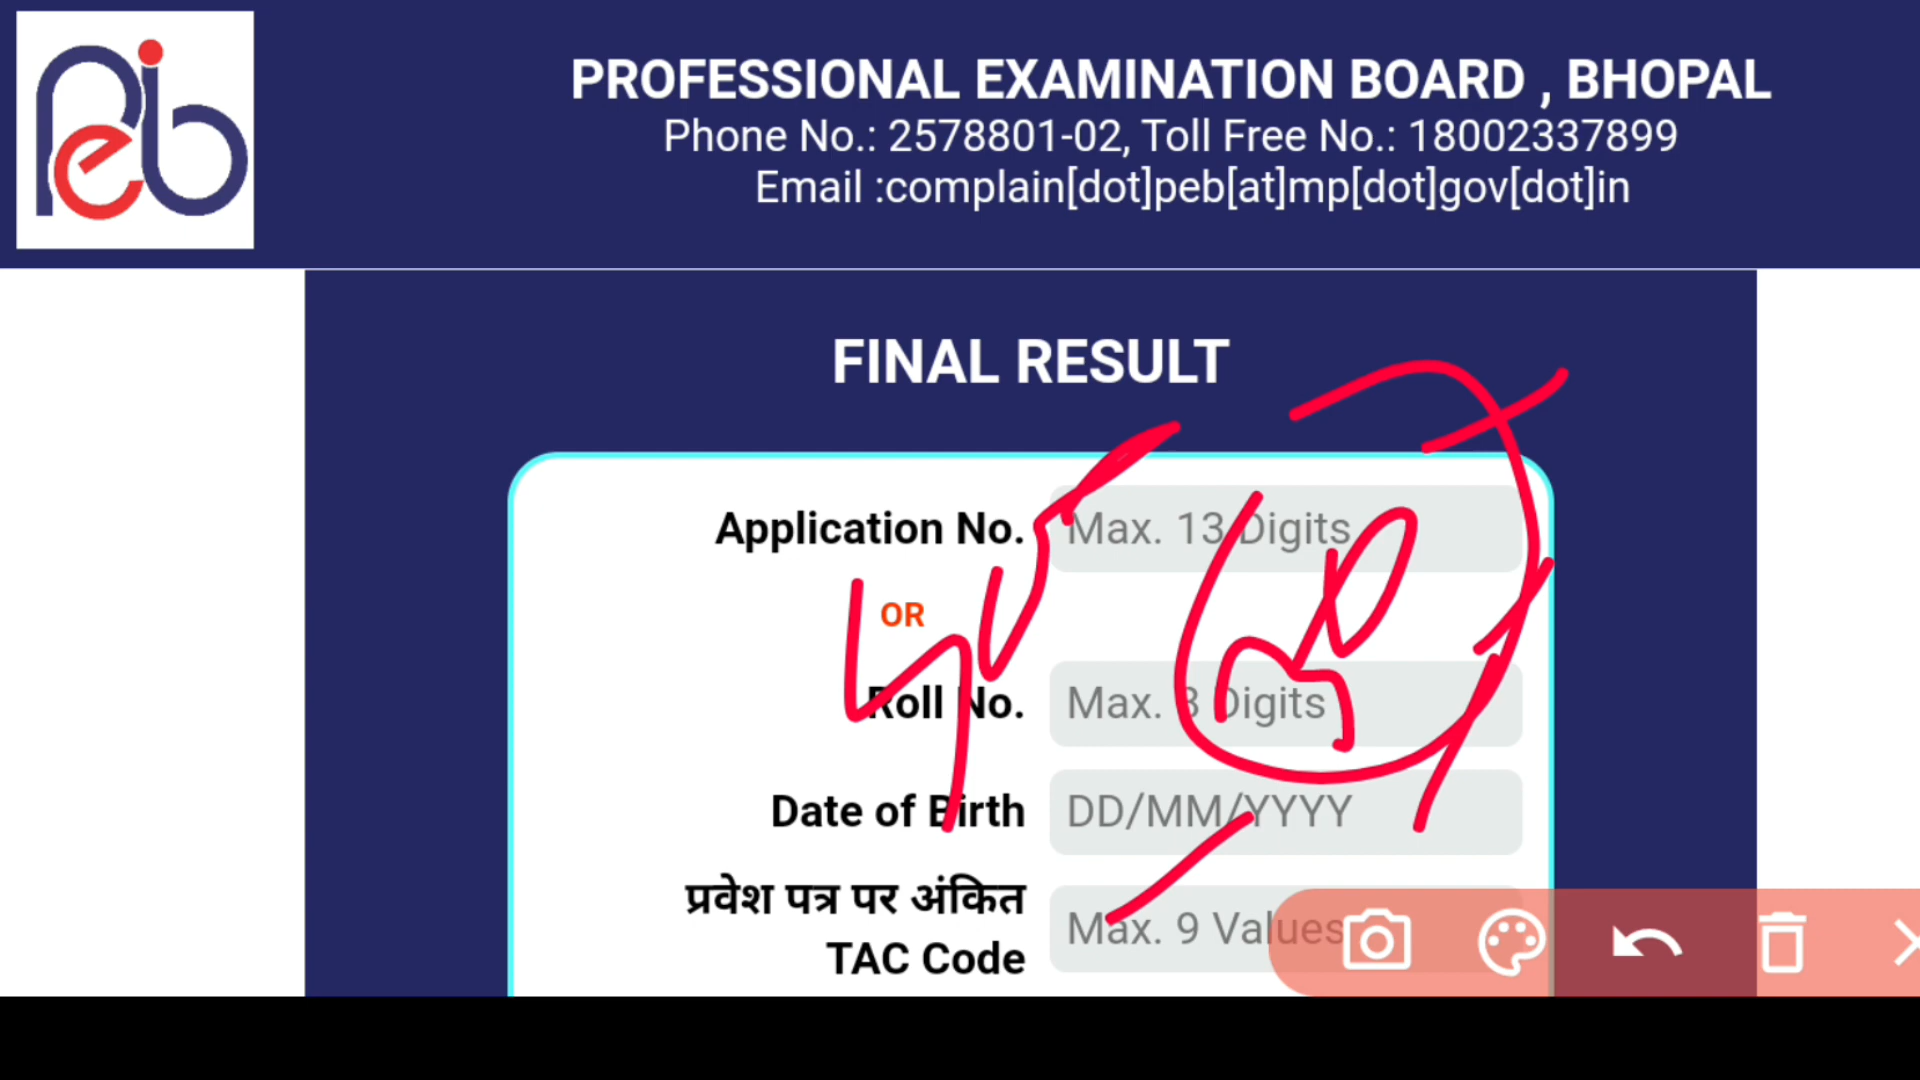 Peb
PROFESSIONAL EXAMINATION BOARD , BHOPAL
Phone No.: 2578801-02, Toll Free No.: 18002337899
Email :complain[dot]peb[at]mp[dot]gov[dot]in
FINAL RESULT
Application No. Max. 13 Digits
OR
Roll No. Max. 8 Digits
Date of Birth DD/MM/YYYY
प्रवेश पत्र पर अंकित Max. 9 Values
TAC Code